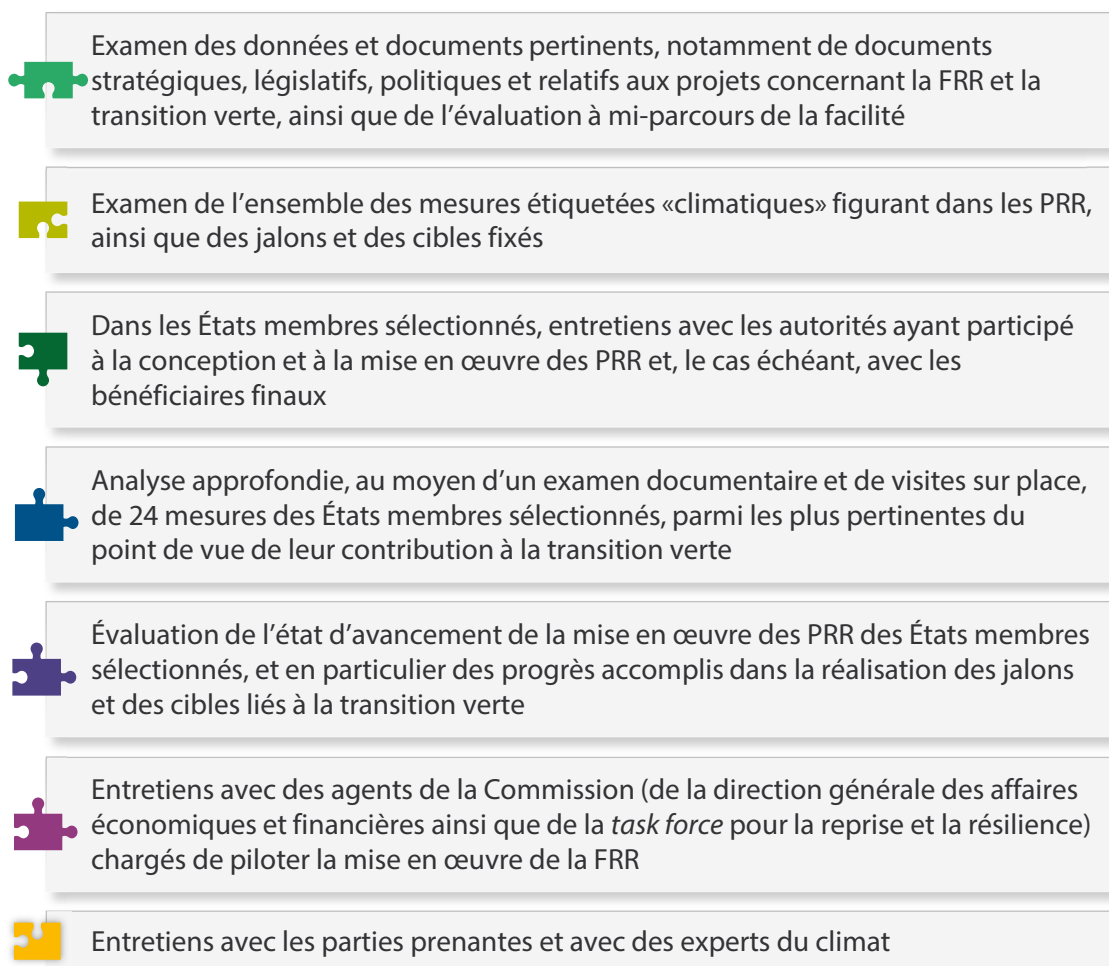 Examen des données et documents pertinents, notamment de documents
stratégiques, législatifs, politiques et relatifs aux projets concernant la FRR et la
transition verte, ainsi que de l’évaluation à mi-parcours de la facilité
Examen de l’ensemble des mesures étiquetées «climatiques» figurant dans les PRR,
ainsi que des jalons et des cibles fixés
Dans les États membres sélectionnés, entretiens avec les autorités ayant participé
à la conception et à la mise en œuvre des PRR et, le cas échéant, avec les
bénéficiaires finaux
Analyse approfondie, au moyen d’un examen documentaire et de visites sur place,
de 24 mesures des États membres sélectionnés, parmi les plus pertinentes du
point de vue de leur contribution à la transition verte
Évaluation de l’état d’avancement de la mise en œuvre des PRR des États membres
sélectionnés, et en particulier des progrès accomplis dans la réalisation des jalons
et des cibles liés à la transition verte
Entretiens avec des agents de la Commission (de la direction générale des affaires
économiques et financières ainsi que de la task force pour la reprise et la résilience)
chargés de piloter la mise en œuvre de la FRR
Entretiens avec les parties prenantes et avec des experts du climat